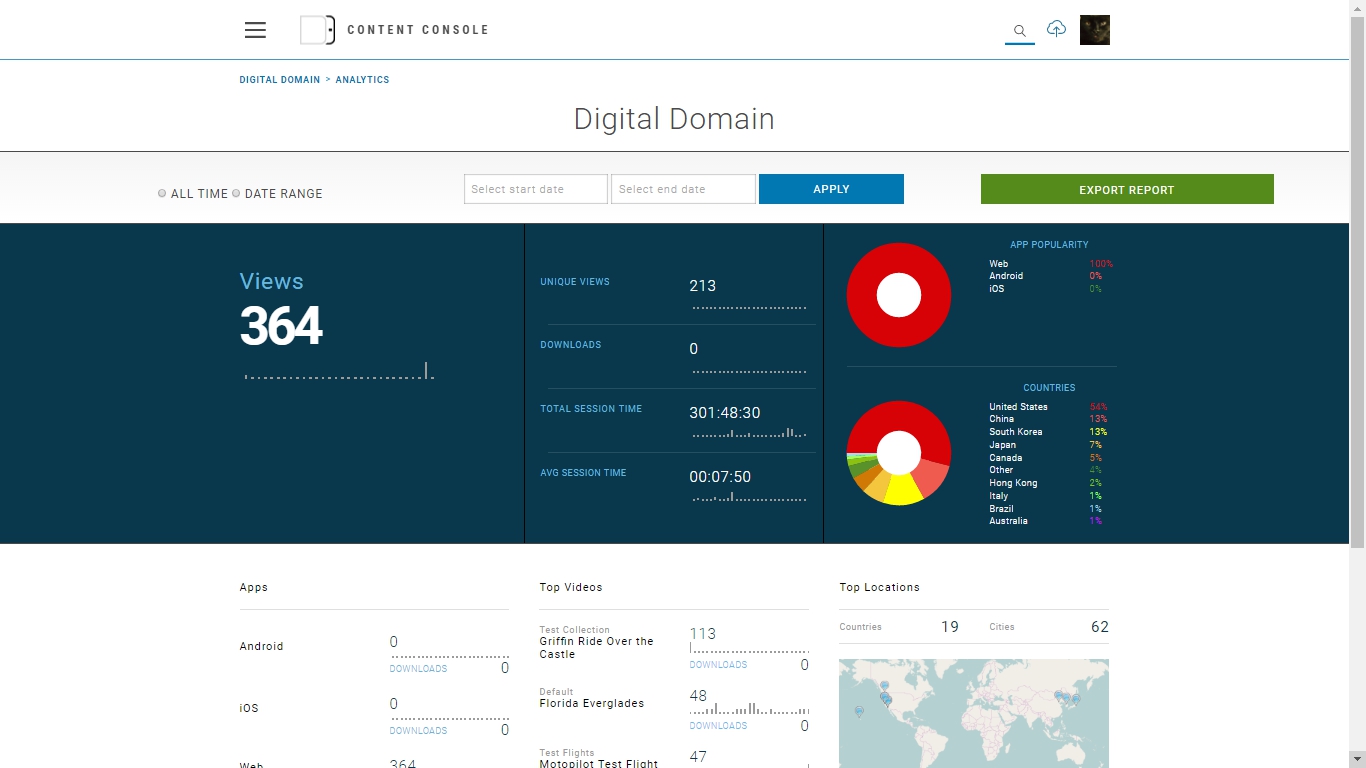 CONTENT CONSOLE
DIGITAL DOMAIN > ANALYTICS
Digital Domain
ALL TIME DATE RANGE
Select start date
Select end date
APPLY
EXPORT REPORT
Views
364
UNIQUE VIEWS 213
DOWNLOADS 0
TOTAL SESSION TIME 301:48:30
AVG SESSION TIME 00:07:50
APP POPULARITY
Web 100%
Android 0%
iOS 0%
COUNTRIES
United States 54%
China 13%
South Korea 13%
Japan 7%
Canada 5%
Other 4%
Hong Kong 2%
Italy 1%
Brazil 1%
Australia 1%
Apps
Android 0
DOWNLOADS 0
iOS 0
DOWNLOADS 0
Web 364
Top Videos
Test Collection
Griffin Ride Over the
Castle
113
DOWNLOADS 0
Default
Florida Everglades
48
DOWNLOADS 0
Test Flights
Motopilot Test Flight
47
Top Locations
Countries 19 Cities 62